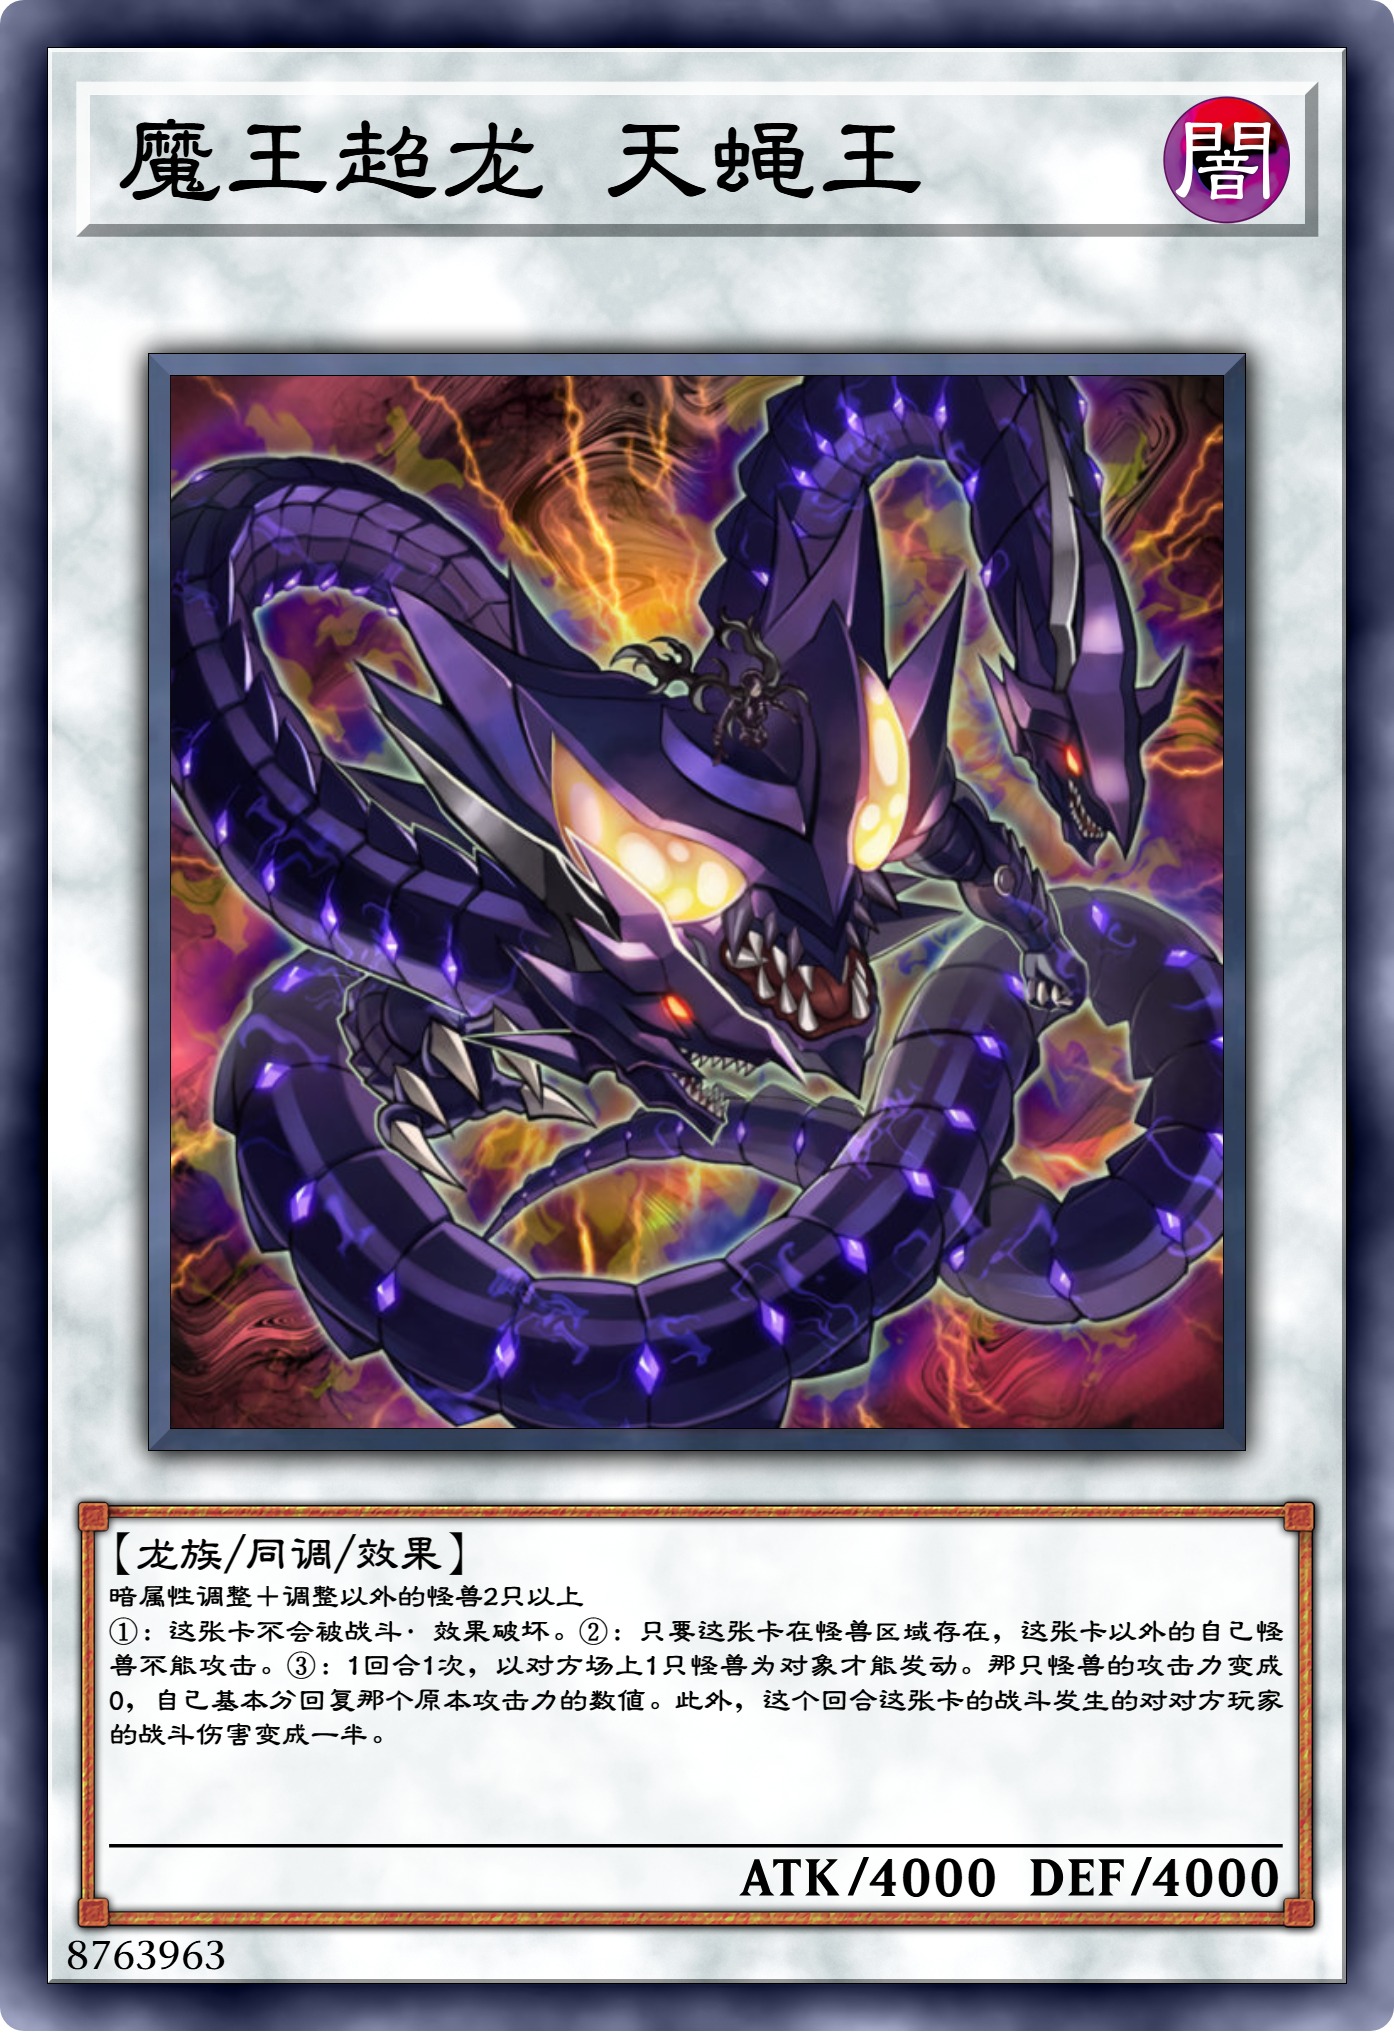 魔王超龙 天蝇王
闇
【龙族/同调/效果】
暗属性调整＋调整以外的怪兽2只以上
①：这张卡不会被战斗·效果破坏。②：只要这张卡在怪兽区域存在，这张卡以外的自己怪
兽不能攻击。③：1回合1次，以对方场上1只怪兽为对象才能发动。那只怪兽的攻击力变成
0，自己基本分回复那个原本攻击力的数值。此外，这个回合这张卡的战斗发生的对对方玩家
的战斗伤害变成一半。
ATK/4000 DEF/4000
8763963